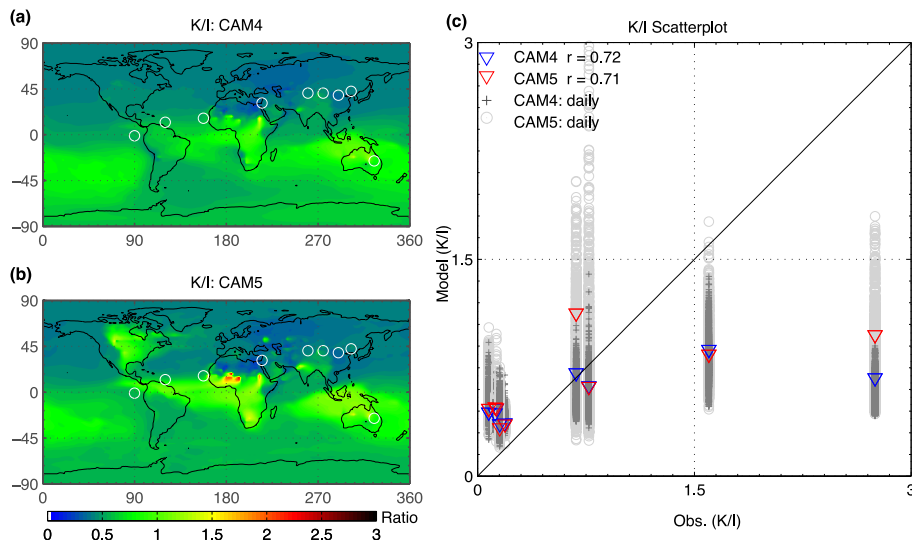 (a)
K/I: CAM4
90
45
0
−45
−90
0 90 180 270 360
(b)
K/I: CAM5
90
45
0
−45
−90
0 90 180 270 360
0 0.5 1 1.5 2 2.5 3
Ratio
(c)
K/I Scatterplot
3
1.5
0
Model (K/I)
CAM4 r = 0.72
CAM5 r = 0.71
CAM4: daily
CAM5: daily
0 1.5 3
Obs. (K/I)